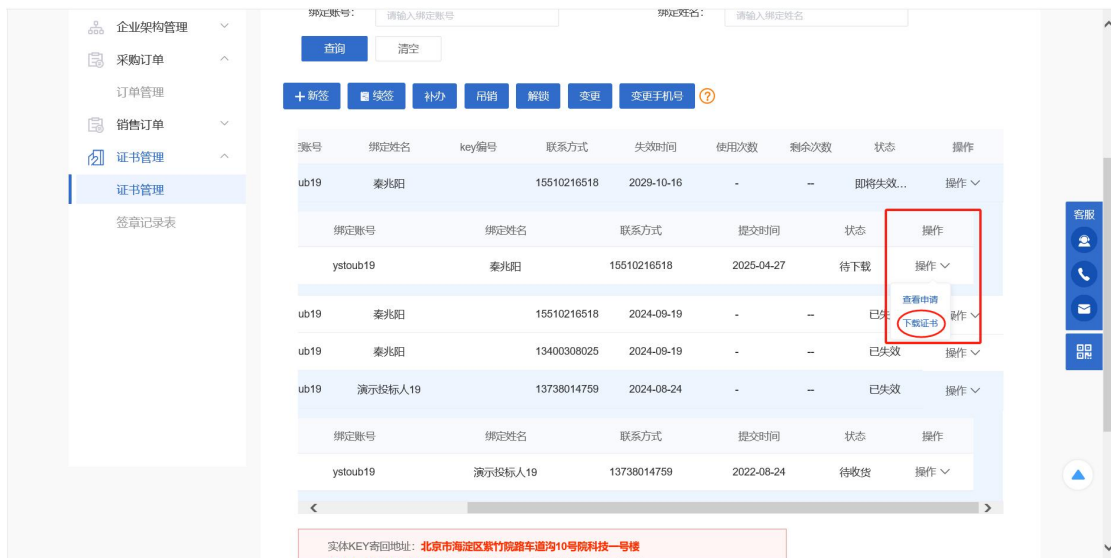 绑定账号： 请输入绑定账号 绑定姓名： 请输入绑定姓名
企业架构管理
查询 清空
采购订单
订单管理
+ 新签 续签 补办 吊销 解锁 变更 变更手机号 ?
销售订单
定账号 绑定姓名 key编号 联系方式 失效时间 使用次数 剩余次数 状态 操作
证书管理
ub19 秦兆阳 15510216518 2029-10-16 - -- 即将失效... 操作
证书管理
签章记录表
客服
绑定账号 绑定姓名 联系方式 提交时间 状态 操作
ystoub19 秦兆阳 15510216518 2025-04-27 待下载 操作
查看申请
下载证书
ub19 秦兆阳 15510216518 2024-09-19 - -- 已失 操作
ub19 秦兆阳 13400308025 2024-09-19 - -- 已失效 操作
ub19 演示投标人19 13738014759 2024-08-24 - -- 已失效 操作
绑定账号 绑定姓名 联系方式 提交时间 状态 操作
ystoub19 演示投标人19 13738014759 2022-08-24 待收货 操作
实体KEY寄回地址：北京市海淀区紫竹院路车道沟10号院科技一号楼